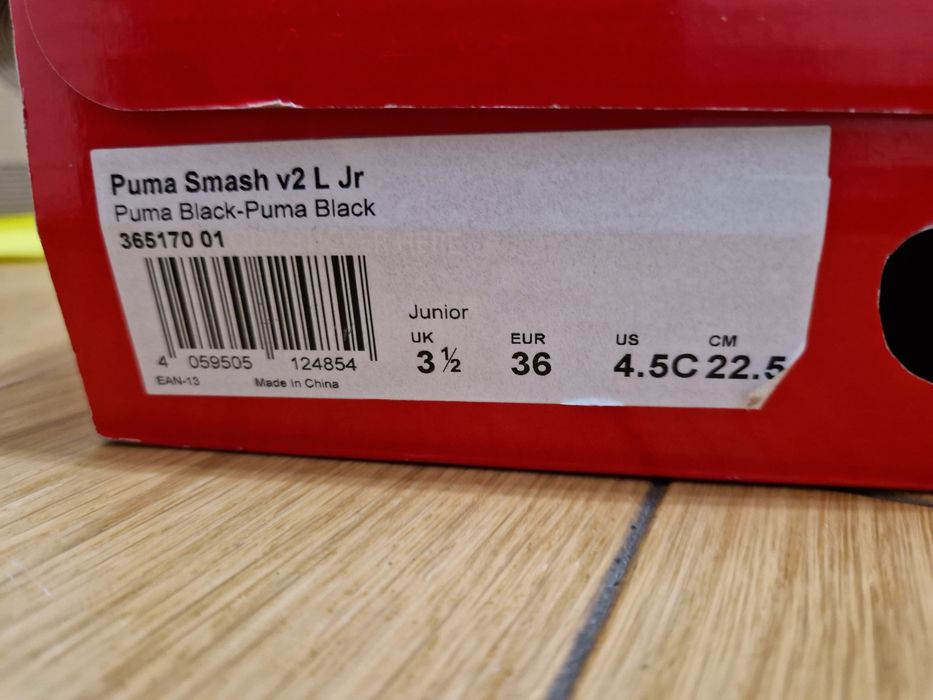 Puma Smash v2 L Jr
Puma Black-Puma Black
365170 01
4 059505 124854
EAN-13 Made in China
Junior
UK EUR US CM
3 ½ 36 4.5C 22.5